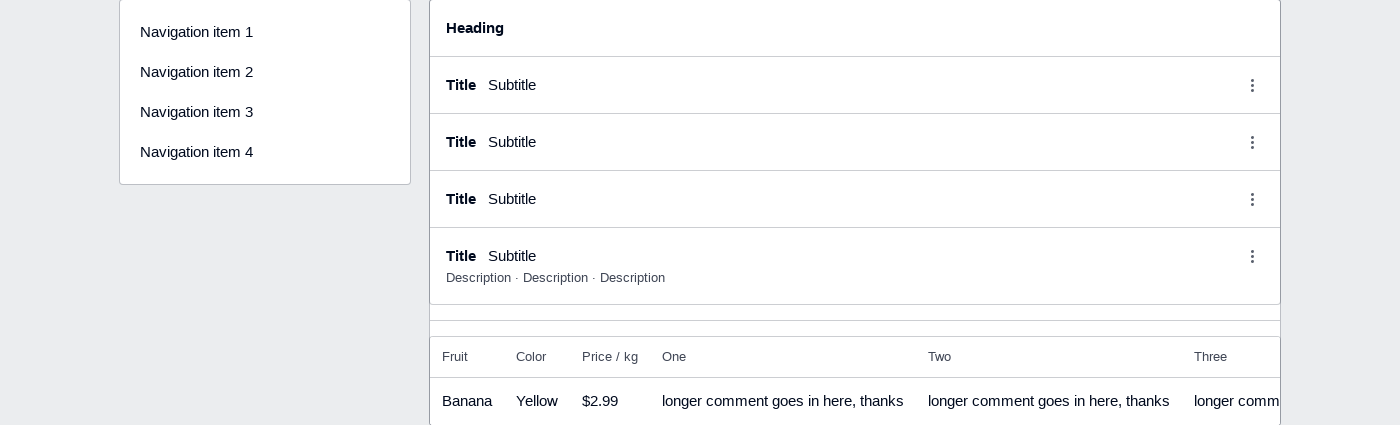 Navigation item 1
Navigation item 2
Navigation item 3
Navigation item 4
Heading
Title Subtitle
Title Subtitle
Title Subtitle
Title Subtitle
Description · Description · Description
Fruit Color Price / kg One Two Three
Banana Yellow $2.99 longer comment goes in here, thanks longer comment goes in here, thanks longer comm